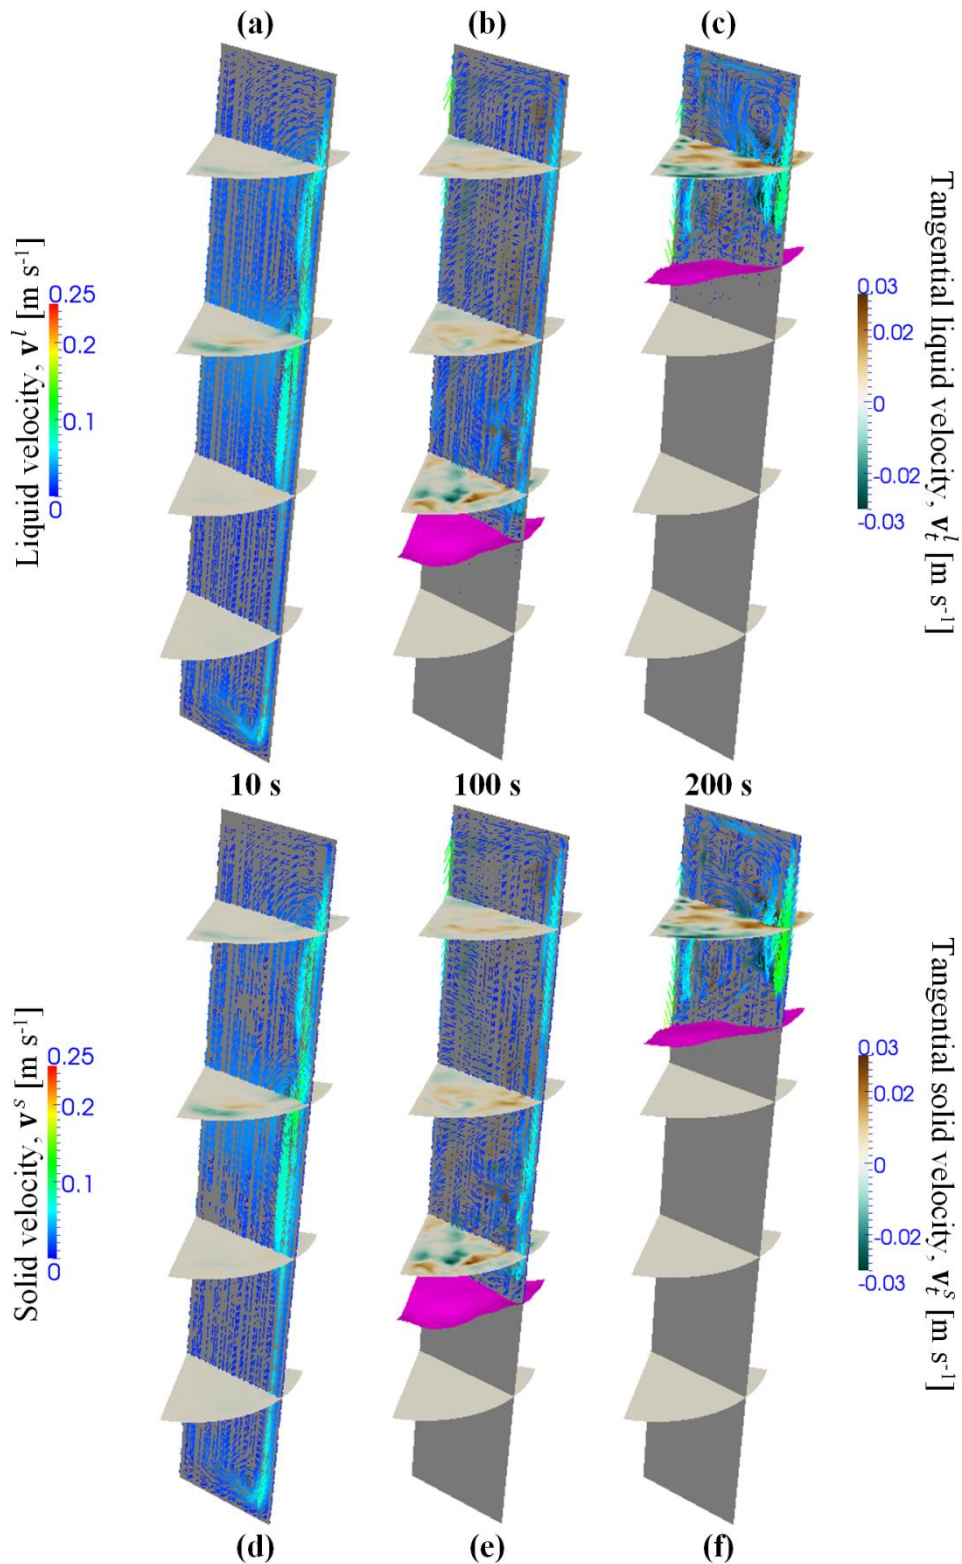 (a) (b) (c)
Liquid velocity, v^l [m s^-1]
0.25
0.2
0.1
0
Tangential liquid velocity, v_t^l [m s^-1]
0.03
0.02
0
-0.02
-0.03
10 s 100 s 200 s
Solid velocity, v^s [m s^-1]
0.25
0.2
0.1
0
Tangential solid velocity, v_t^s [m s^-1]
0.03
0.02
0
-0.02
-0.03
(d) (e) (f)